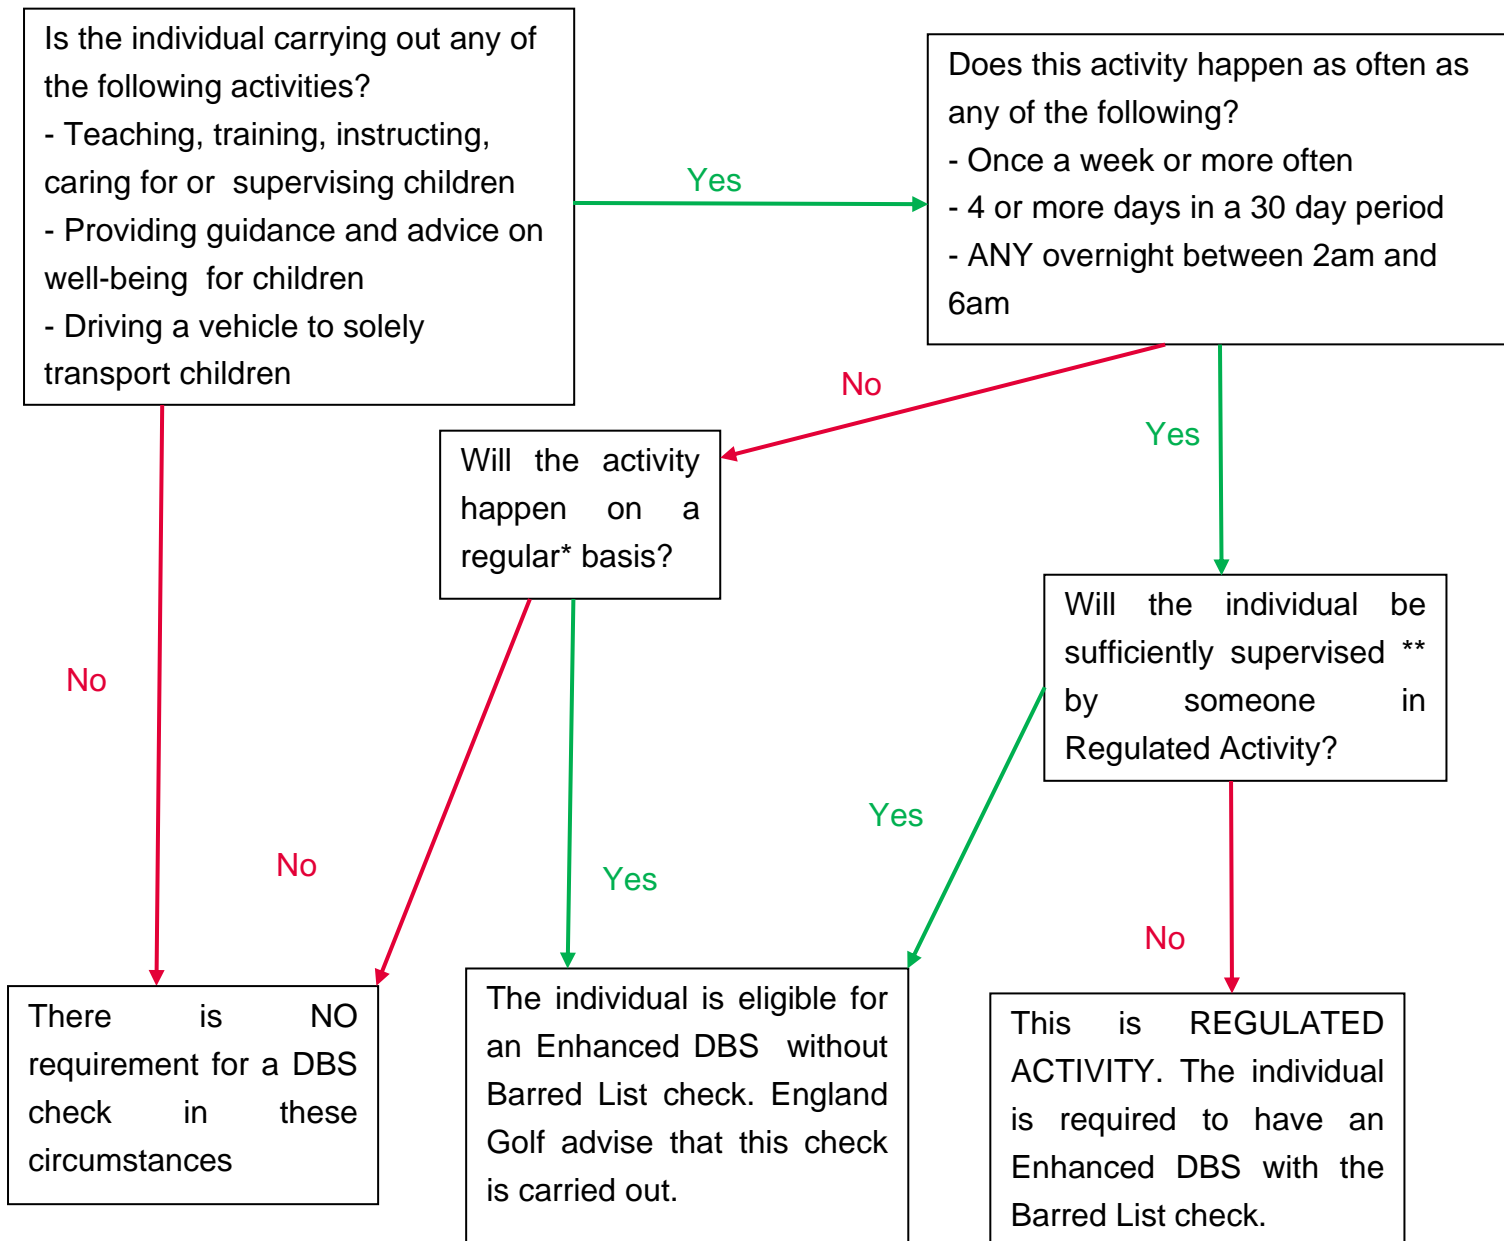 Is the individual carrying out any of
the following activities?
- Teaching, training, instructing,
caring for or supervising children
- Providing guidance and advice on
well-being for children
- Driving a vehicle to solely
transport children
Yes
Does this activity happen as often as
any of the following?
- Once a week or more often
- 4 or more days in a 30 day period
- ANY overnight between 2am and
6am
No
Yes
Will the activity
happen on a
regular* basis?
Will the individual be
sufficiently supervised **
by someone in
Regulated Activity?
No
No
Yes
Yes
No
There is NO
requirement for a DBS
check in these
circumstances
The individual is eligible for
an Enhanced DBS without
Barred List check. England
Golf advise that this check
is carried out.
This is REGULATED
ACTIVITY. The individual
is required to have an
Enhanced DBS with the
Barred List check.